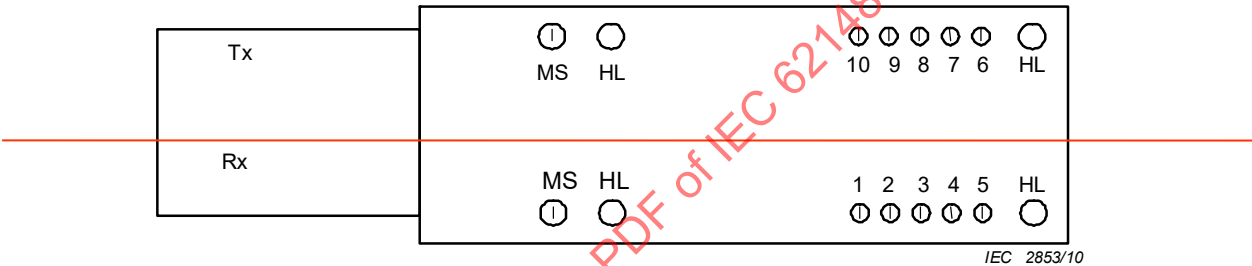 Tx
MS HL
10 9 8 7 6 HL
Rx
MS HL
1 2 3 4 5 HL
PDF of IEC 62148
IEC 2853/10